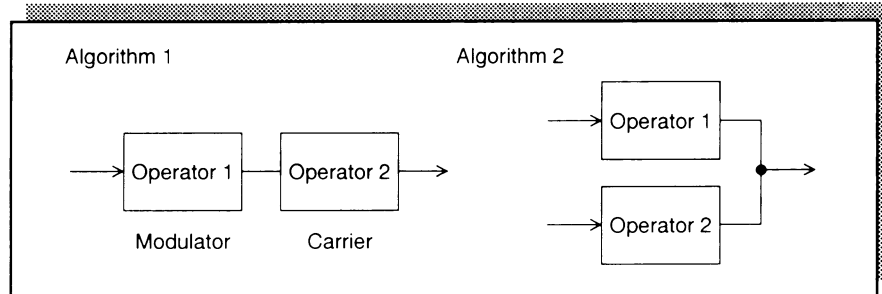 Algorithm 1
Operator 1
Operator 2
Modulator
Carrier
Algorithm 2
Operator 1
Operator 2